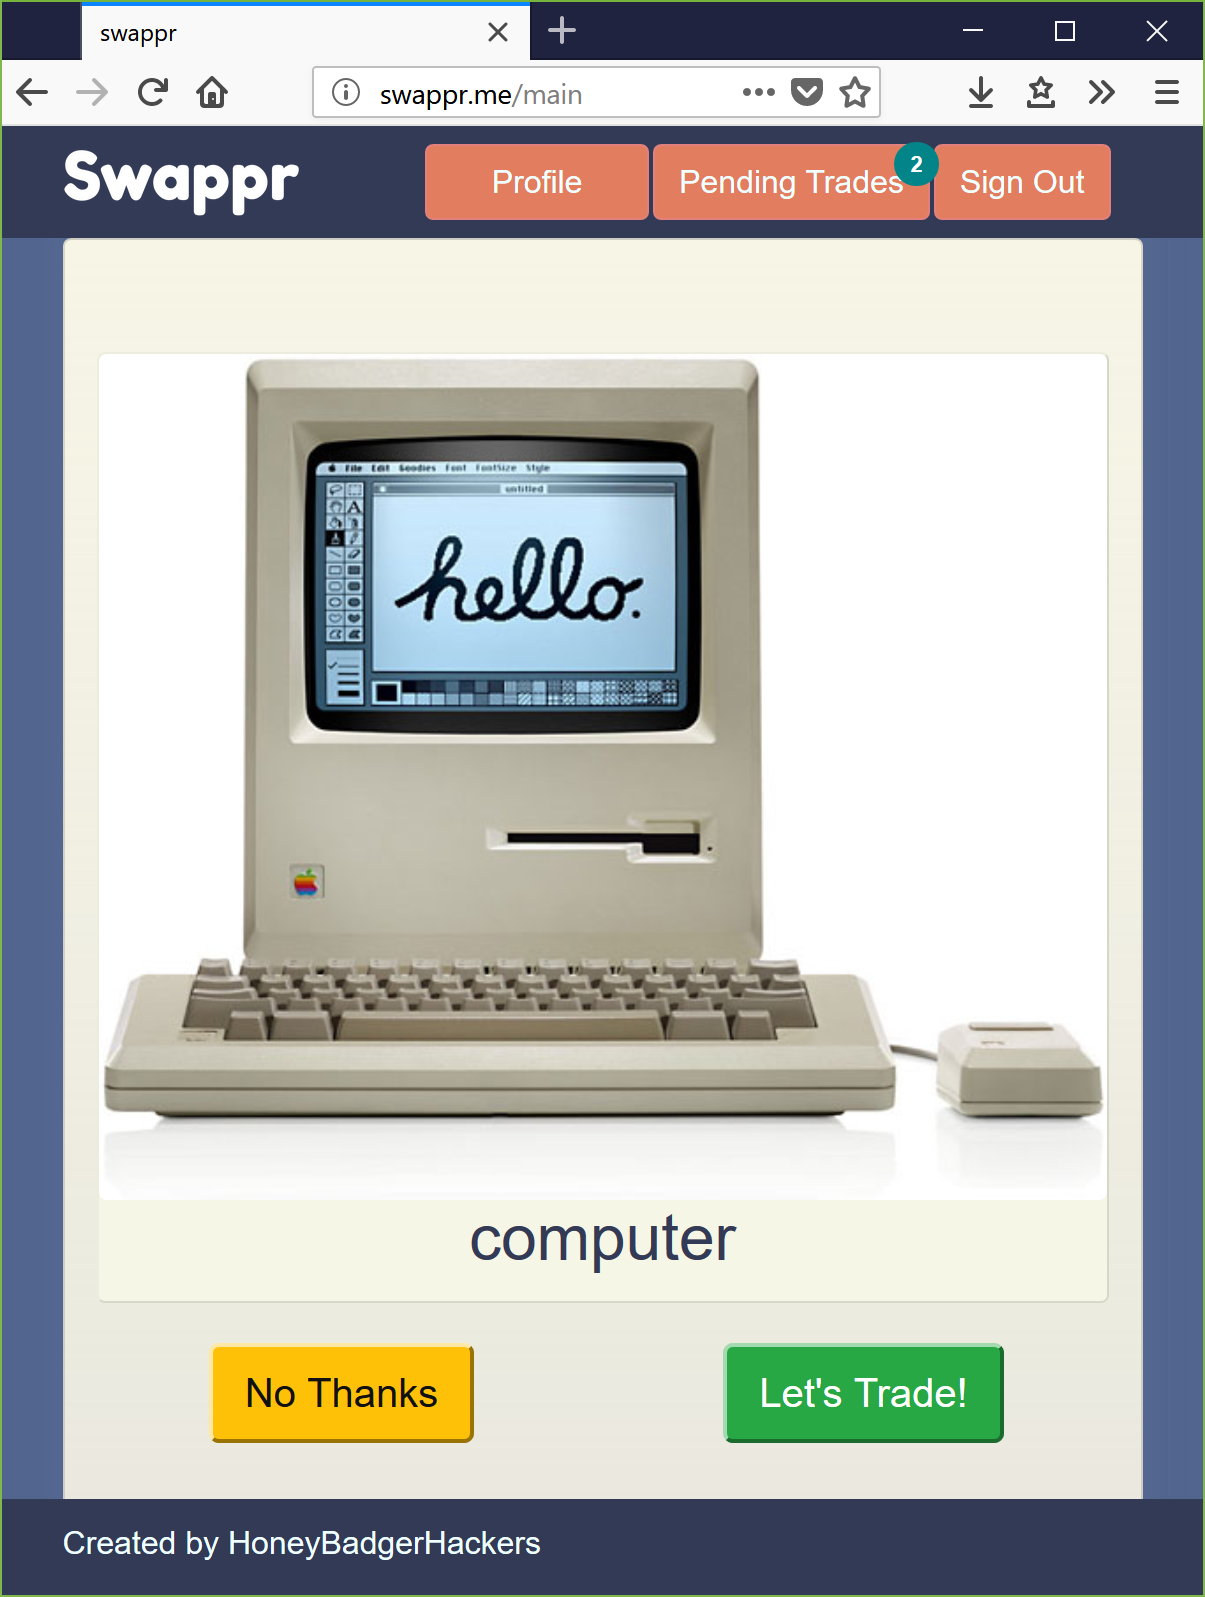 swappr
swappr.me/main
Swappr
Profile
Pending Trades
2
Sign Out
File Edit Goodies Font FontSize Style
untitled
A
hello.
computer
No Thanks
Let's Trade!
Created by HoneyBadgerHackers